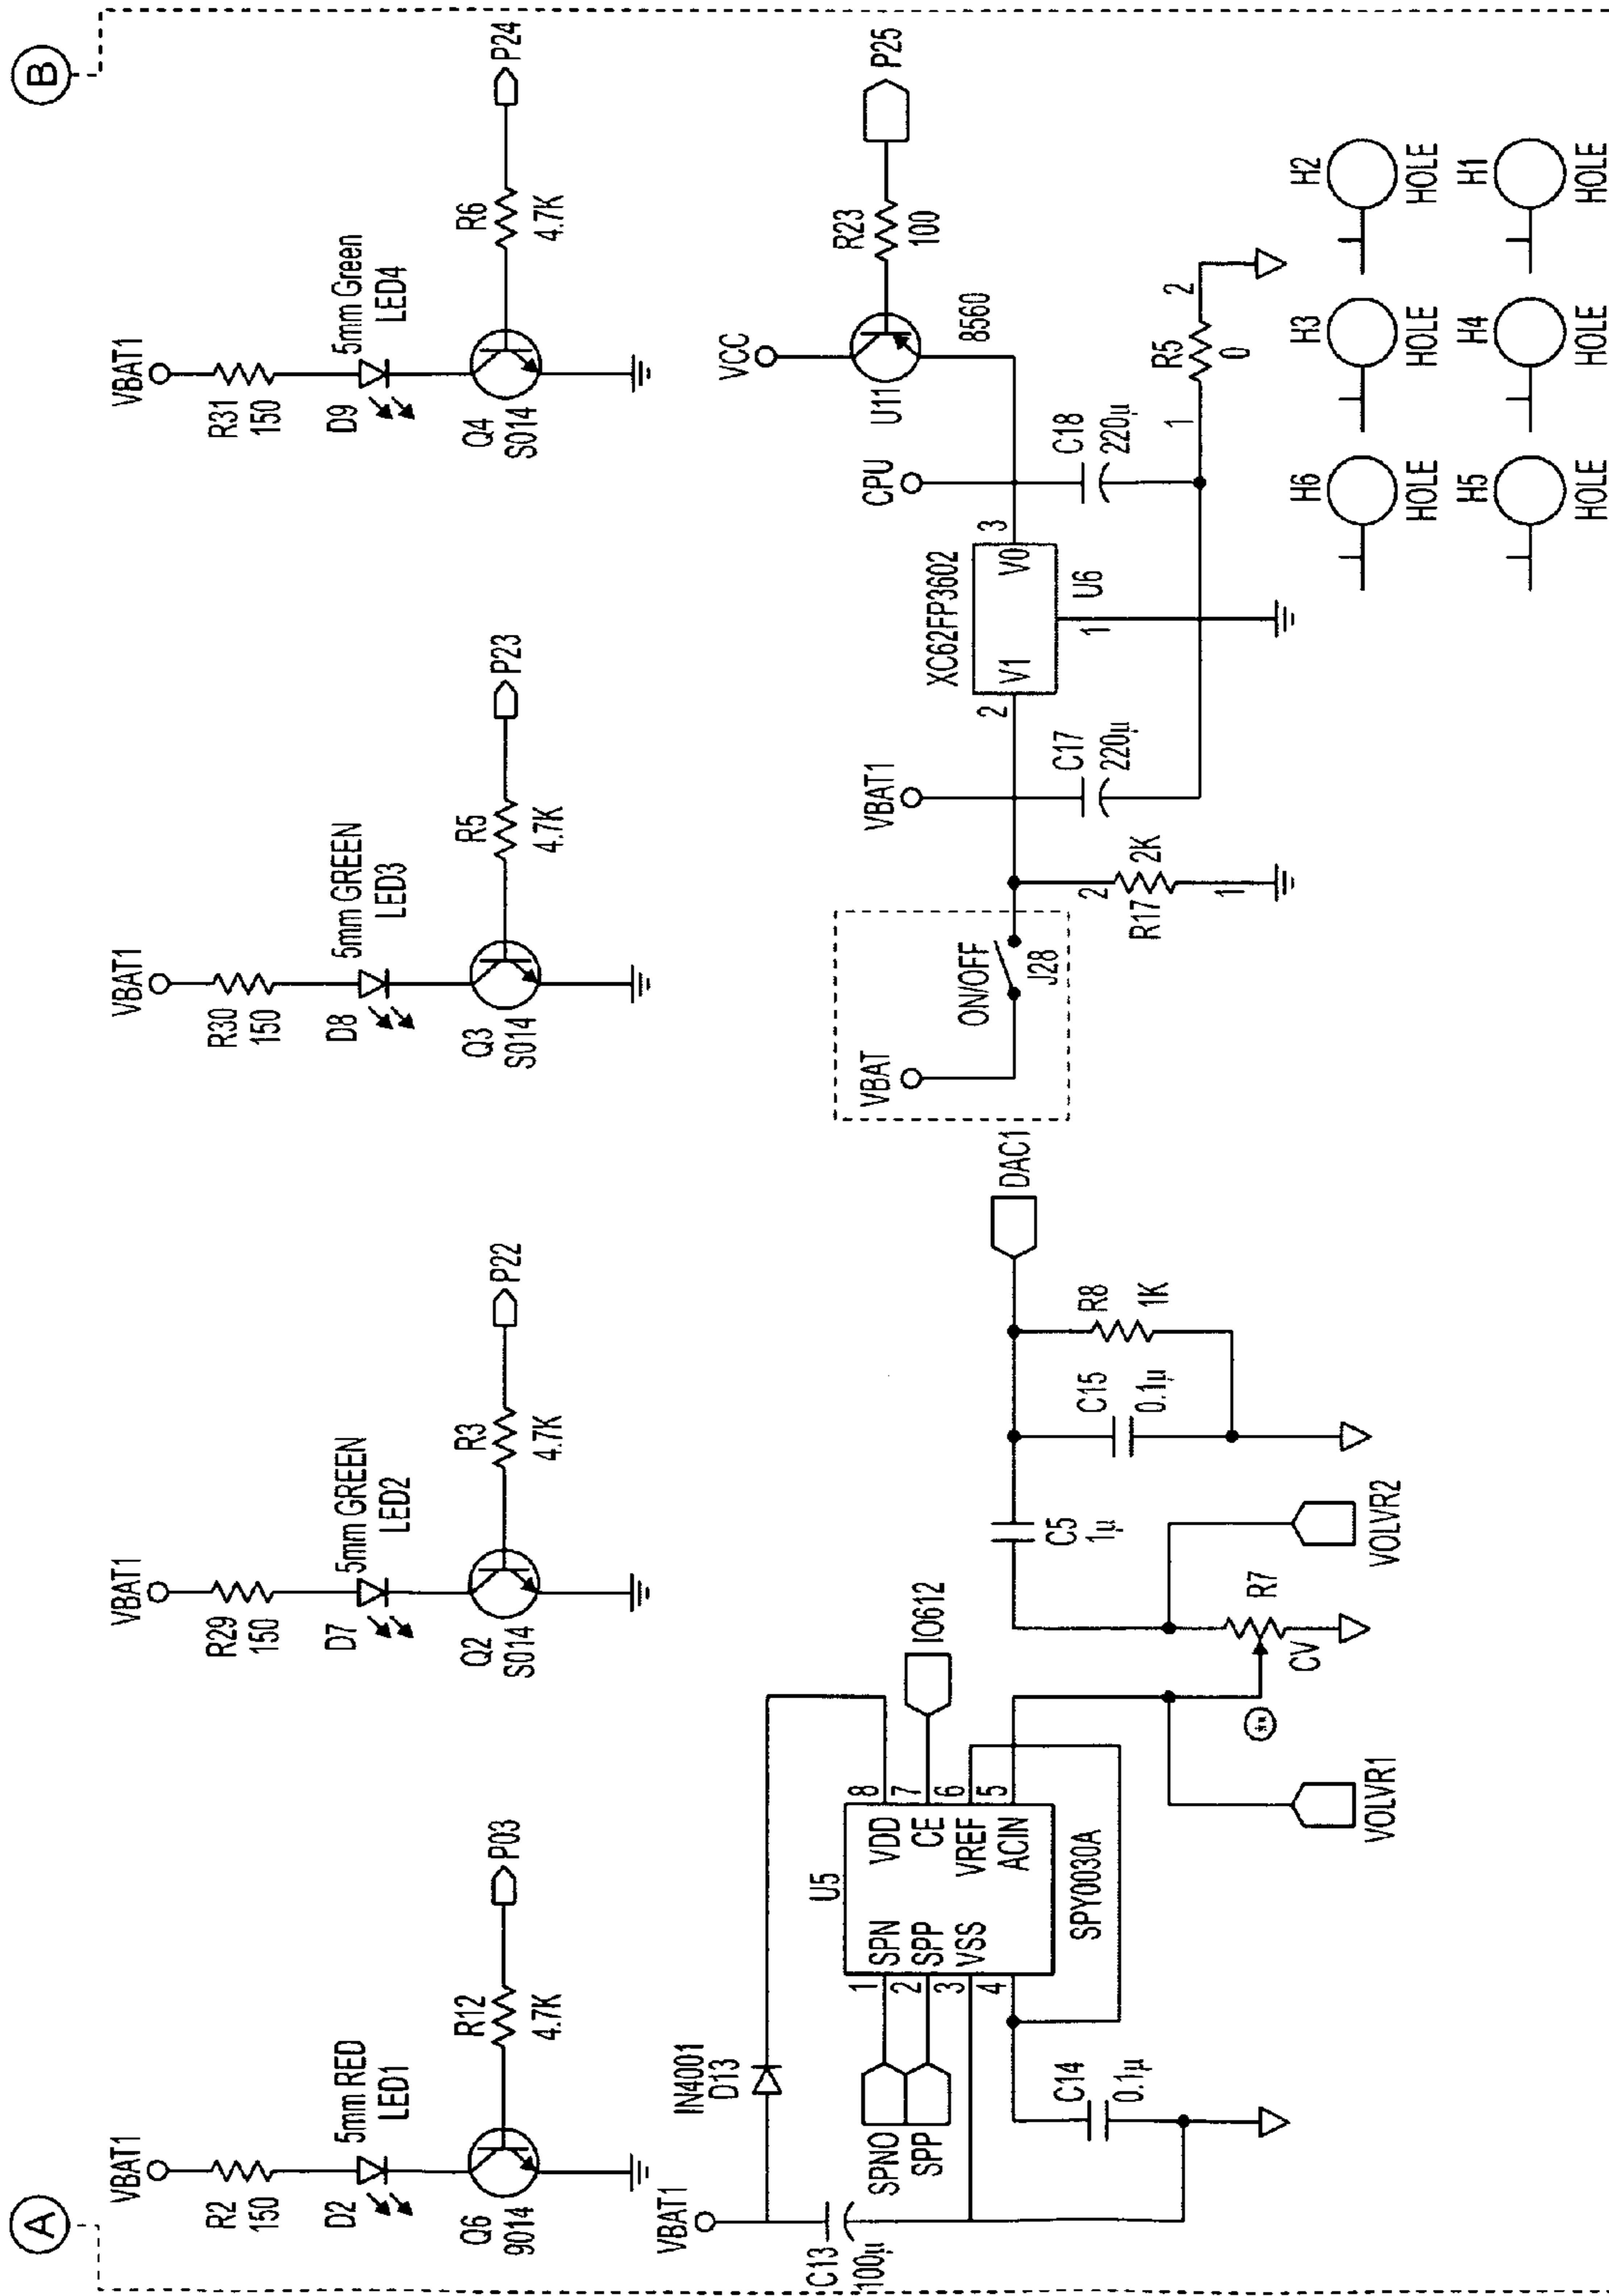 A
B
VBAT1
R2
150
D2
5mm RED
LED1
Q6
9014
R12
4.7K
P03
VBAT1
R29
150
D7
5mm GREEN
LED2
Q2
S014
R3
4.7K
P22
VBAT1
R30
150
D8
5mm GREEN
LED3
Q3
S014
R5
4.7K
P23
VBAT1
R31
150
D9
5mm Green
LED4
Q4
S014
R6
4.7K
P24
VBAT1
C13
100µ
IN4001
D13
SPNO
SPP
U5
1 SPN
2 SPP
3 VSS
4
VDD 8
CE 7
VREF 6
ACIN 5
SPY0030A
C14
0.1µ
IO612
VOLVR1
**
CV
R7
VOLVR2
C5
1µ
C15
0.1µ
R8
1K
DAC1
VBAT
ON/OFF
J28
R17
2K
2
1
VBAT1
C17
220µ
XC62FP3602
2
V1
V0
3
1
U6
CPU
C18
220µ
VCC
U11
8560
R23
100
P25
1
R5
0
2
H6
HOLE
H3
HOLE
H2
HOLE
H5
HOLE
H4
HOLE
H1
HOLE